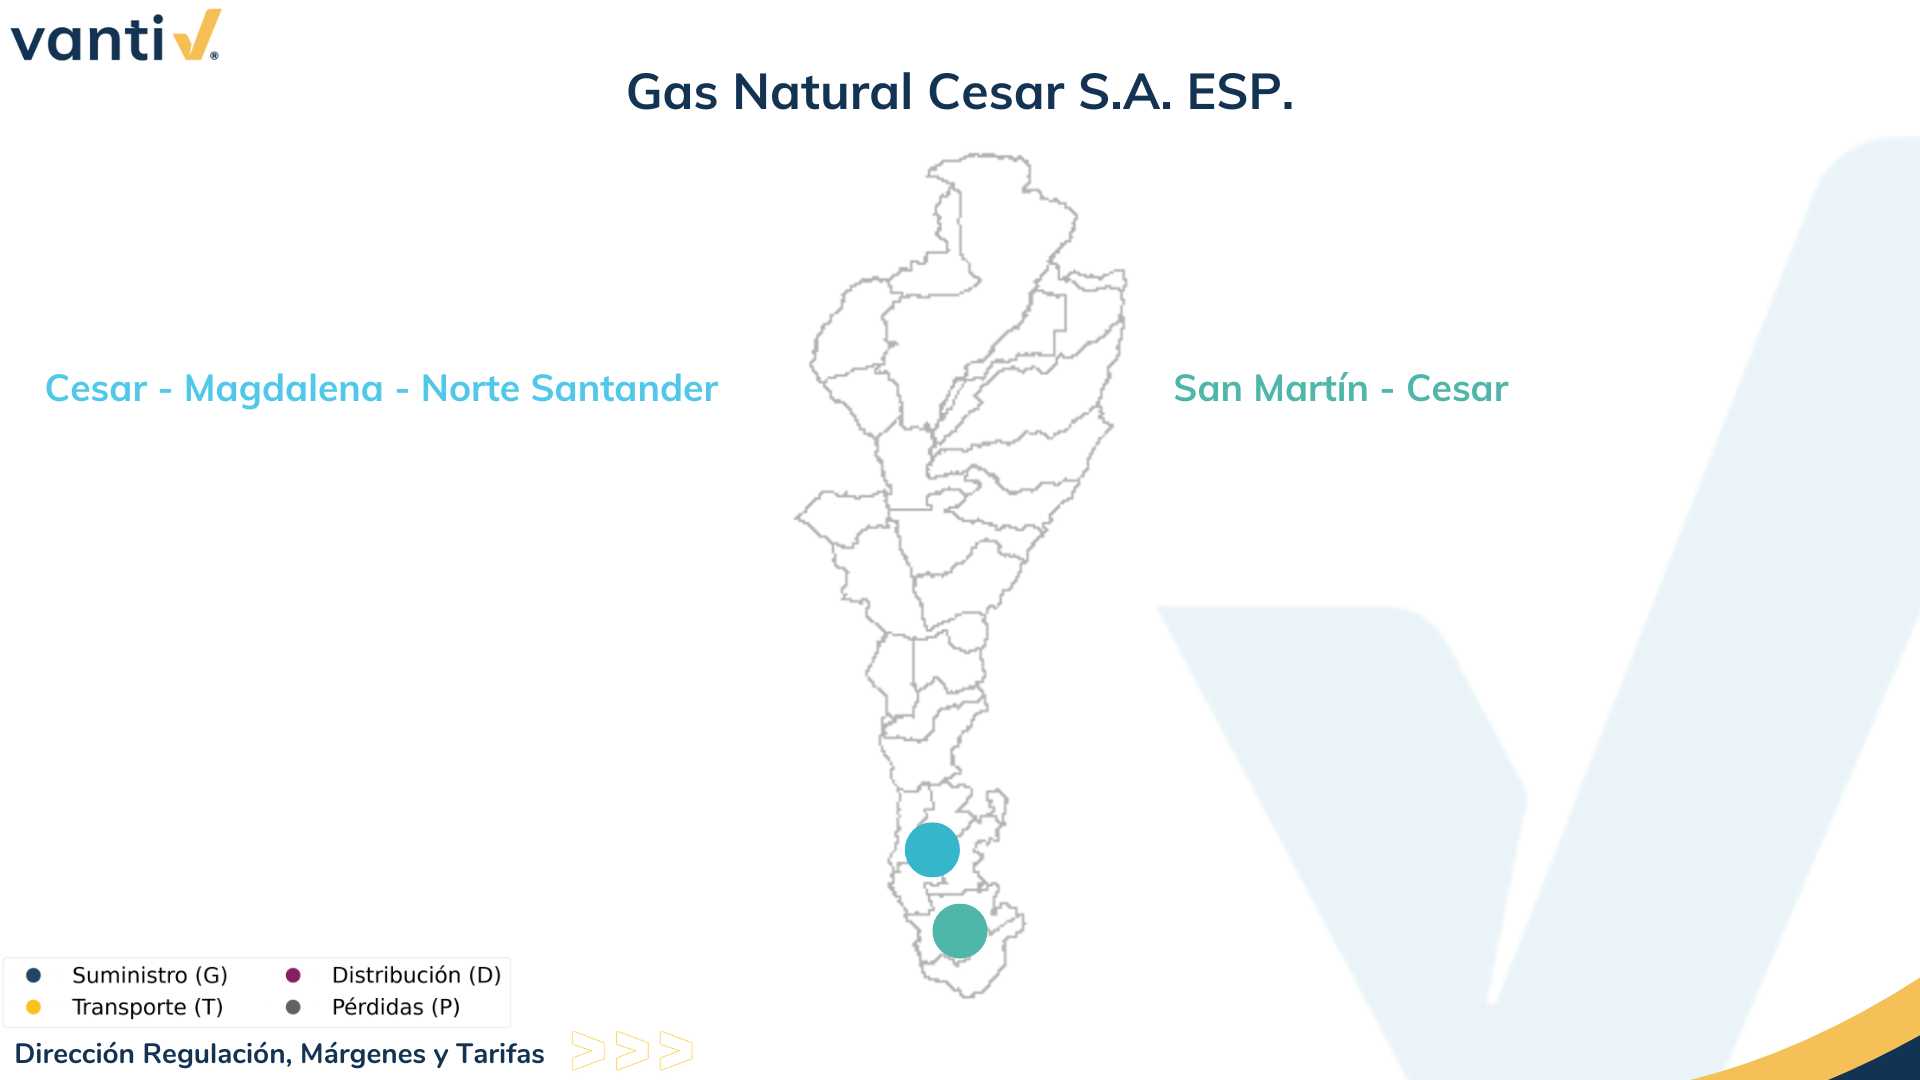 vanti ®
Gas Natural Cesar S.A. ESP.
Cesar - Magdalena - Norte Santander
San Martín - Cesar
Suministro (G)
Distribución (D)
Transporte (T)
Pérdidas (P)
Dirección Regulación, Márgenes y Tarifas